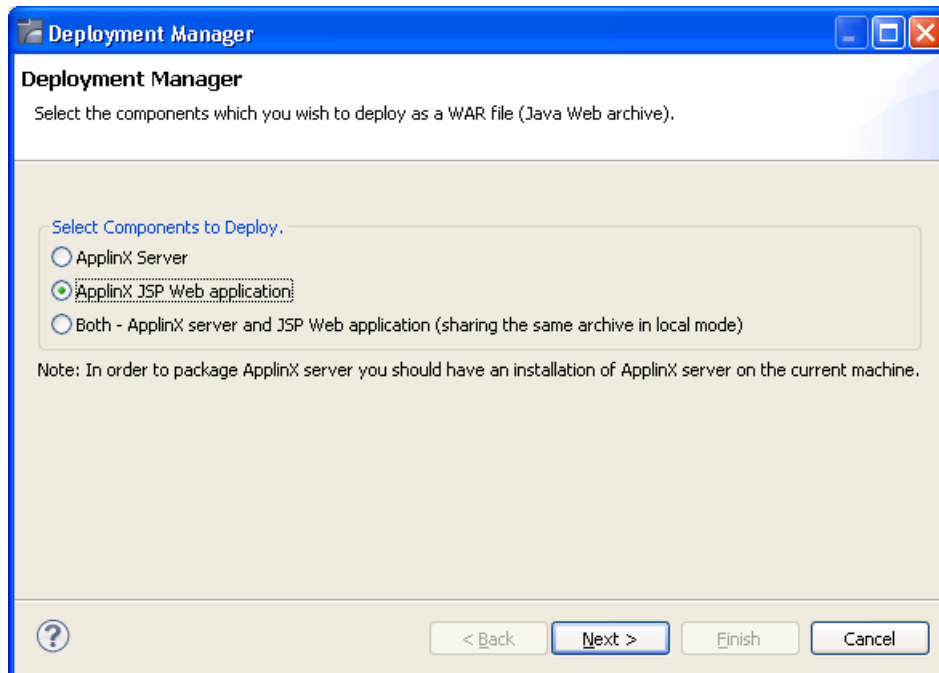 Deployment Manager
Deployment Manager
Select the components which you wish to deploy as a WAR file (Java Web archive).
Select Components to Deploy.
ApplinX Server
ApplinX JSP Web application
Both - ApplinX server and JSP Web application (sharing the same archive in local mode)
Note: In order to package ApplinX server you should have an installation of ApplinX server on the current machine.
? < Back Next > Finish Cancel